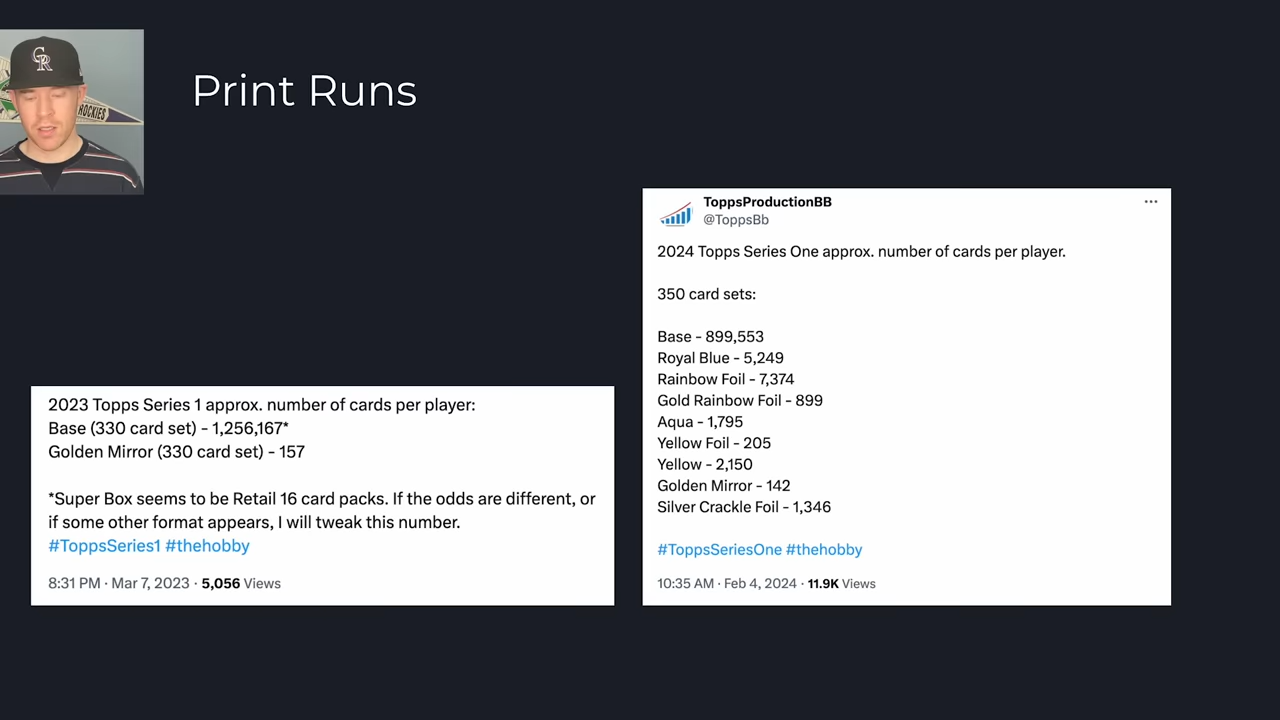 CR
ROCKIES
Print Runs
2023 Topps Series 1 approx. number of cards per player:
Base (330 card set) - 1,256,167*
Golden Mirror (330 card set) - 157
*Super Box seems to be Retail 16 card packs. If the odds are different, or
if some other format appears, I will tweak this number.
#ToppsSeries1 #thehobby
8:31 PM · Mar 7, 2023 · 5,056 Views
ToppsProductionBB
@ToppsBb
2024 Topps Series One approx. number of cards per player.
350 card sets:
Base - 899,553
Royal Blue - 5,249
Rainbow Foil - 7,374
Gold Rainbow Foil - 899
Aqua - 1,795
Yellow Foil - 205
Yellow - 2,150
Golden Mirror - 142
Silver Crackle Foil - 1,346
#ToppsSeriesOne #thehobby
10:35 AM · Feb 4, 2024 · 11.9K Views